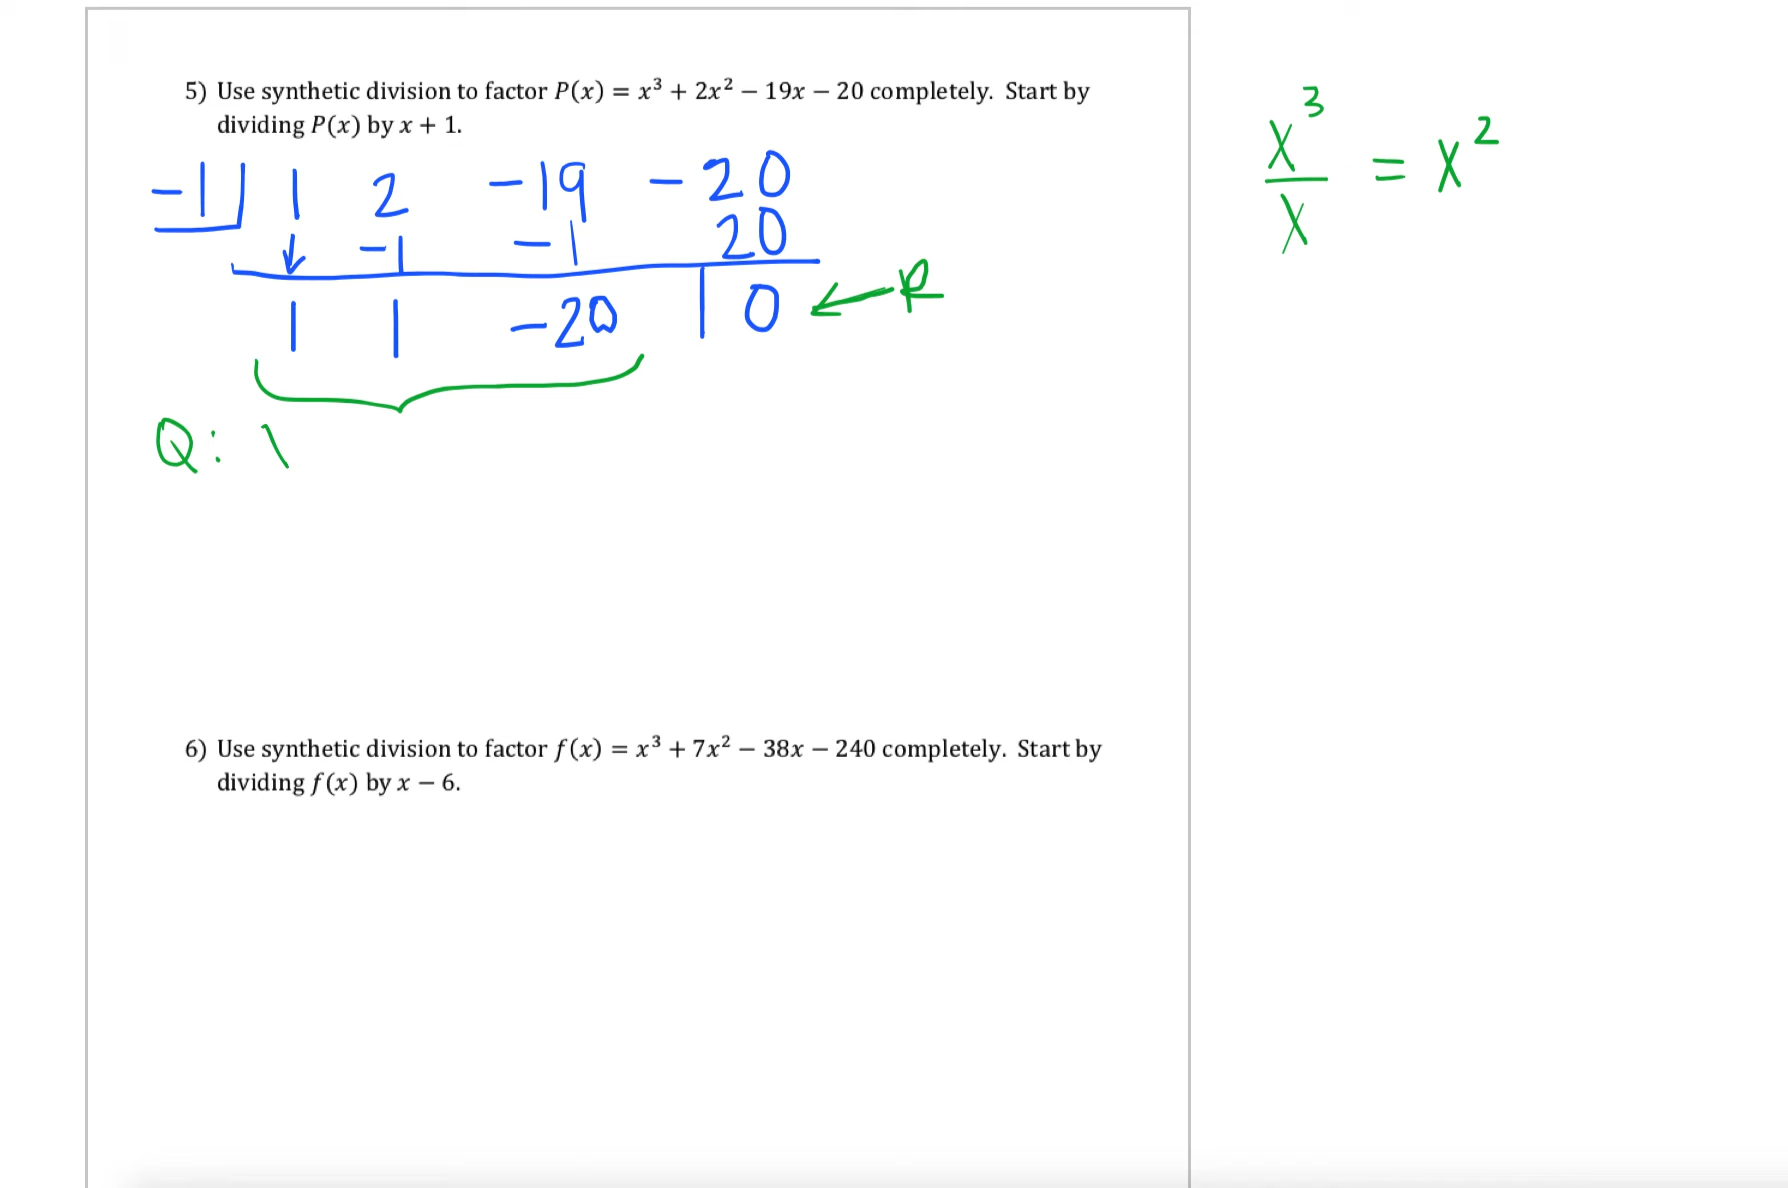 5) Use synthetic division to factor P(x) = x³ + 2x² − 19x − 20 completely. Start by
dividing P(x) by x + 1.
-1 | 1 2 -19 -20
↓ -1 -1 20
1 1 -20 | 0 ← R
Q: \
x³
x
= x²
6) Use synthetic division to factor f(x) = x³ + 7x² − 38x − 240 completely. Start by
dividing f(x) by x − 6.